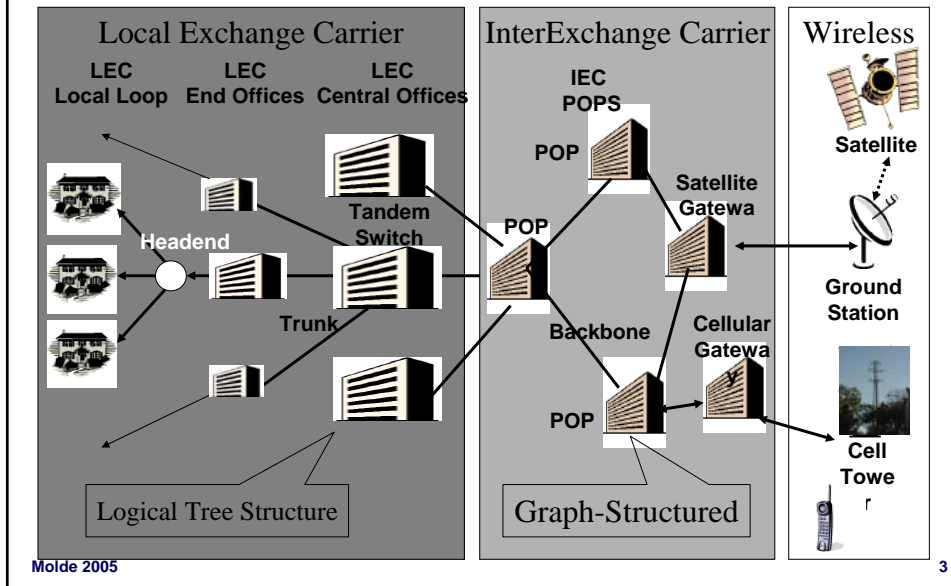 Local Exchange Carrier
LEC
Local Loop
LEC
End Offices
LEC
Central Offices
Headend
Trunk
Tandem
Switch
Logical Tree Structure
InterExchange Carrier
IEC
POPS
POP
POP
Satellite
Gatewa
Backbone
Cellular
Gatewa
y
POP
Graph-Structured
Wireless
Satellite
Ground
Station
Cell
Towe
r
Molde 2005
3